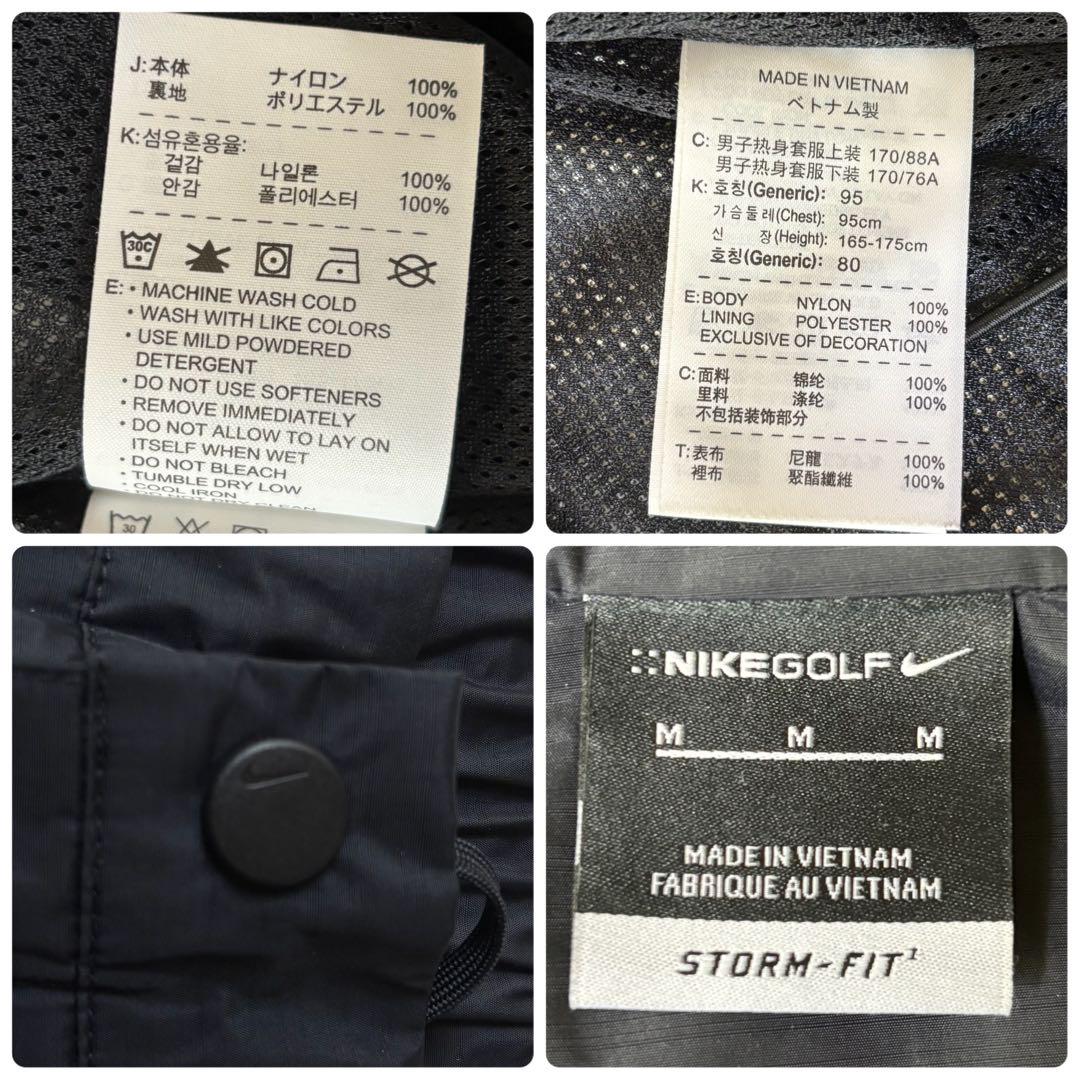 J:本体 ナイロン 100%
裏地 ポリエステル 100%
K:섬유혼용율:
겉감 나일론 100%
안감 폴리에스터 100%
30C
E: • MACHINE WASH COLD
• WASH WITH LIKE COLORS
• USE MILD POWDERED
DETERGENT
• DO NOT USE SOFTENERS
• REMOVE IMMEDIATELY
• DO NOT ALLOW TO LAY ON
ITSELF WHEN WET
• DO NOT BLEACH
• TUMBLE DRY LOW
• COOL IRON
• DO NOT DRY CLEAN
30
MADE IN VIETNAM
ベトナム製
C: 男子热身套服上装 170/88A
男子热身套服下装 170/76A
K: 호칭(Generic): 95
가슴둘레(Chest): 95cm
신 장(Height): 165-175cm
호칭(Generic): 80
E:BODY NYLON 100%
LINING POLYESTER 100%
EXCLUSIVE OF DECORATION
C:面料 锦纶 100%
里料 涤纶 100%
不包括装饰部分
T:表布 尼龍 100%
裡布 聚酯纖維 100%
NIKEGOLF
M M M
MADE IN VIETNAM
FABRIQUE AU VIETNAM
STORM-FIT¹